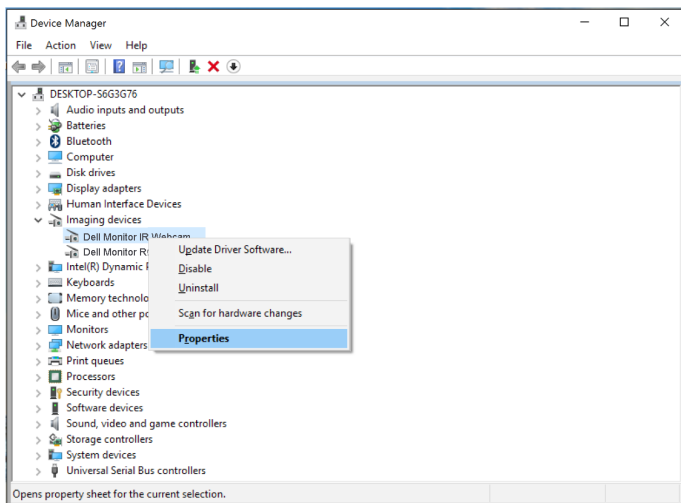 Device Manager
File Action View Help
DESKTOP-S6G3G76
Audio inputs and outputs
Batteries
Bluetooth
Computer
Disk drives
Display adapters
Human Interface Devices
Imaging devices
Dell Monitor IR Webcam
Dell Monitor
Update Driver Software...
Intel(R) Dynamic
Disable
Keyboards
Uninstall
Memory
Mice and other
Scan for hardware changes
Monitors
Properties
Network adapters
Print queues
Processors
Security devices
Software devices
Sound, video and game controllers
Storage controllers
System devices
Universal Serial Bus controllers
Opens property sheet for the current selection.